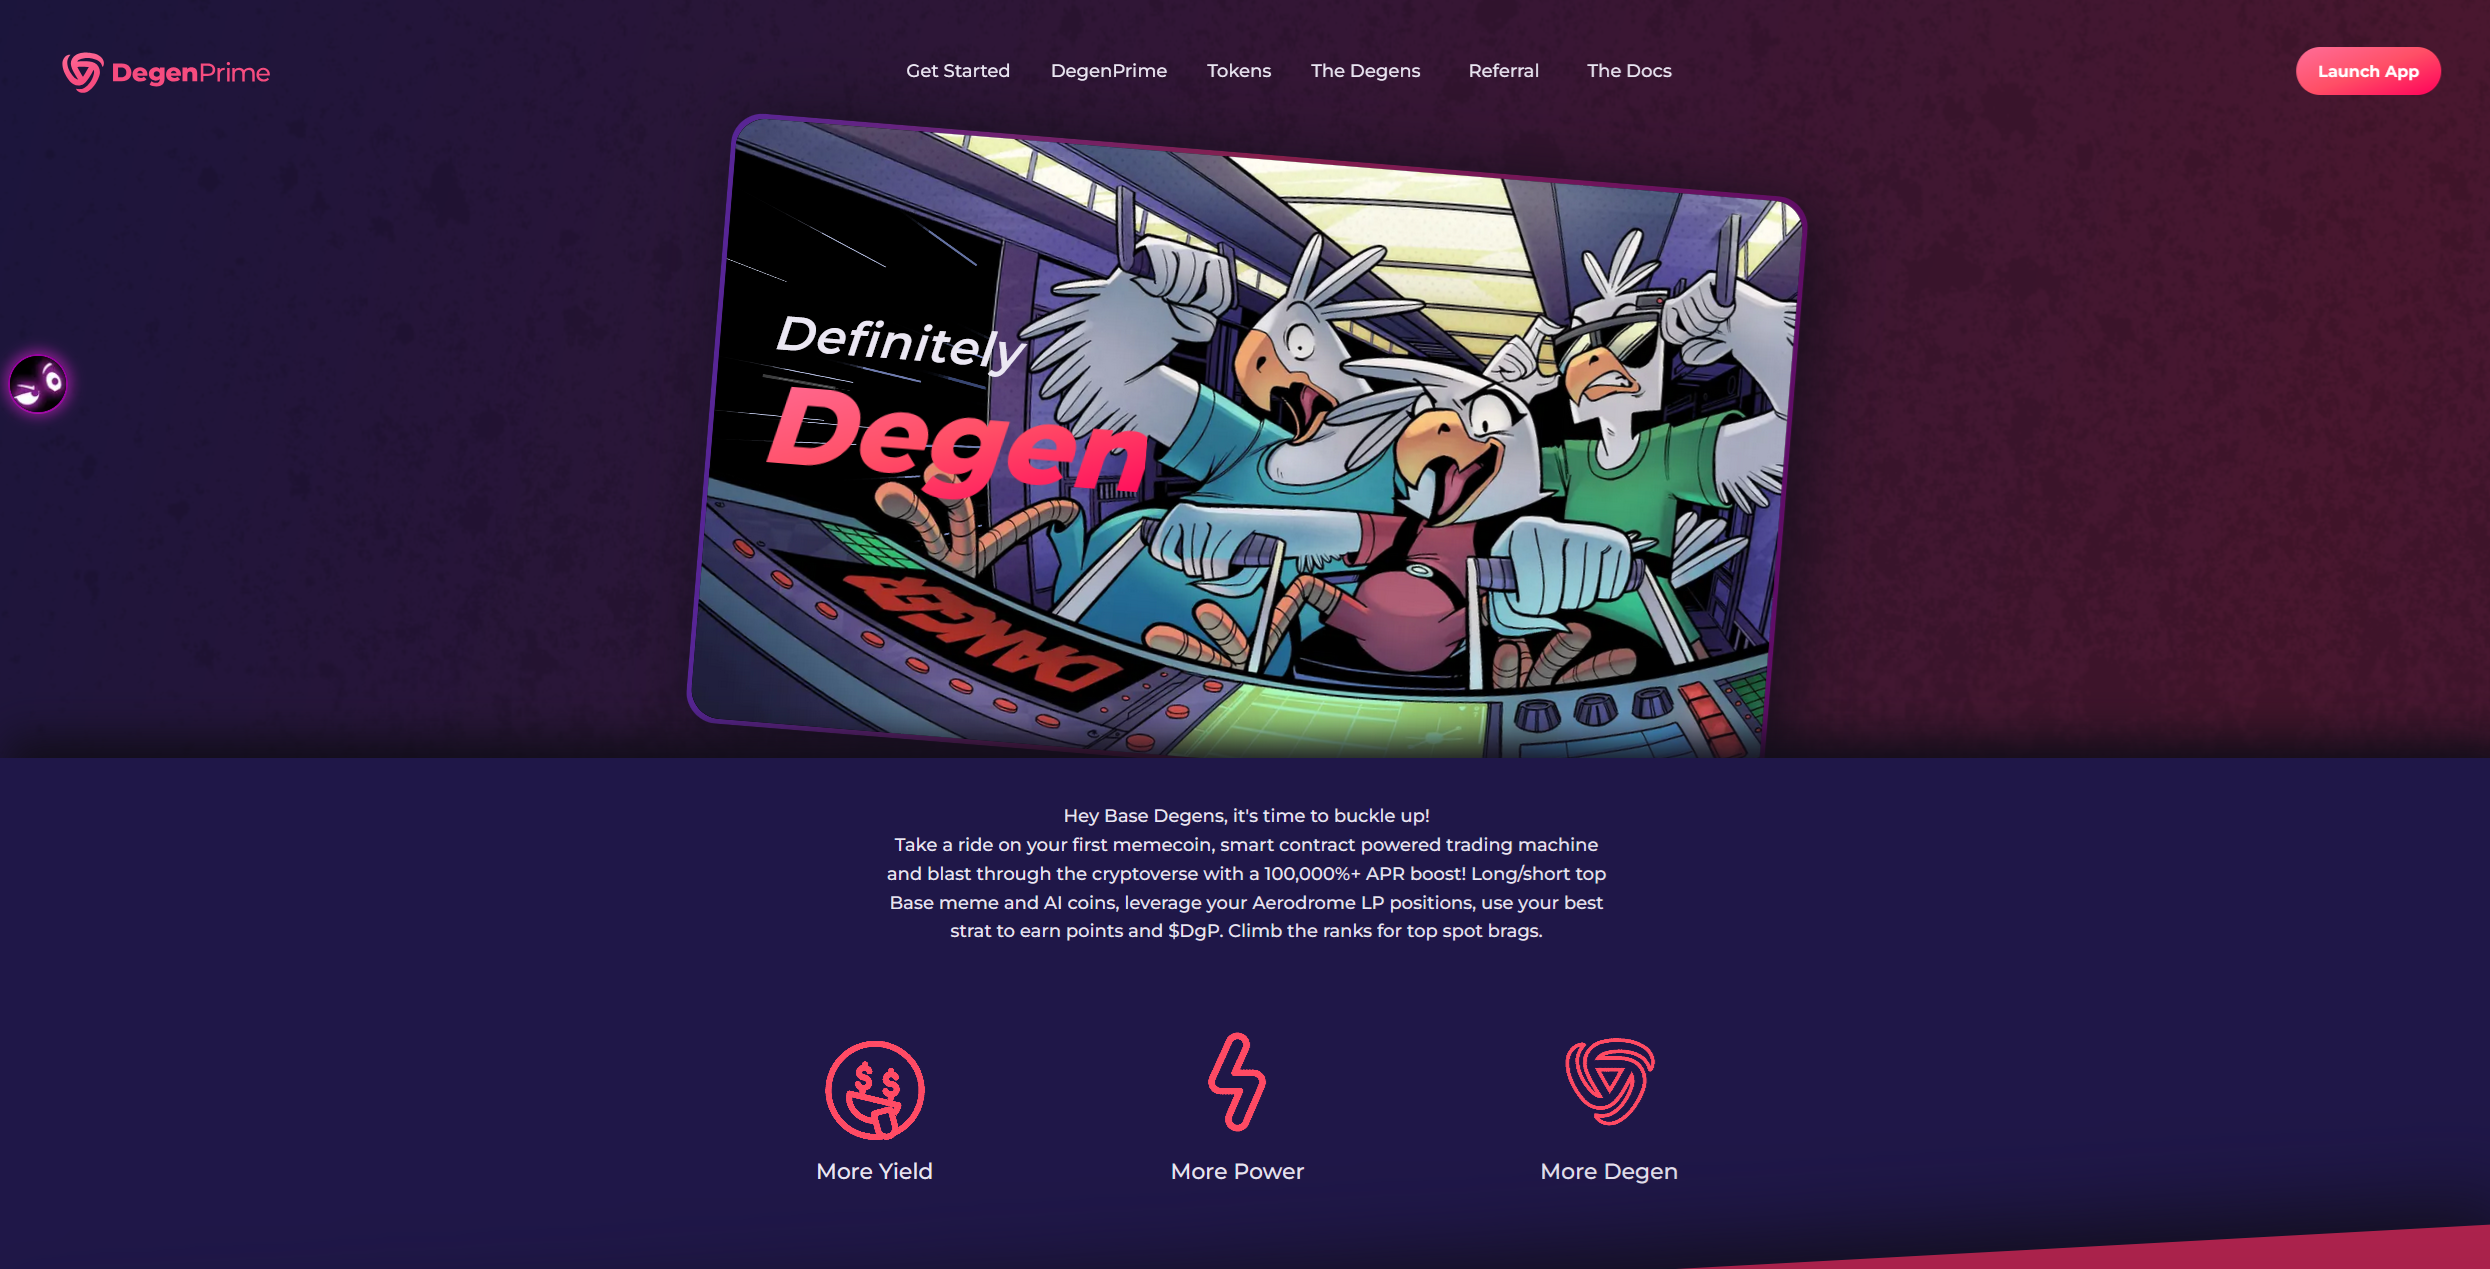 DegenPrime
Get Started
DegenPrime
Tokens
The Degens
Referral
The Docs
Launch App
Definitely
Degen
DANGER
Hey Base Degens, it's time to buckle up!
Take a ride on your first memecoin, smart contract powered trading machine
and blast through the cryptoverse with a 100,000%+ APR boost! Long/short top
Base meme and AI coins, leverage your Aerodrome LP positions, use your best
strat to earn points and $DgP. Climb the ranks for top spot brags.
More Yield
More Power
More Degen